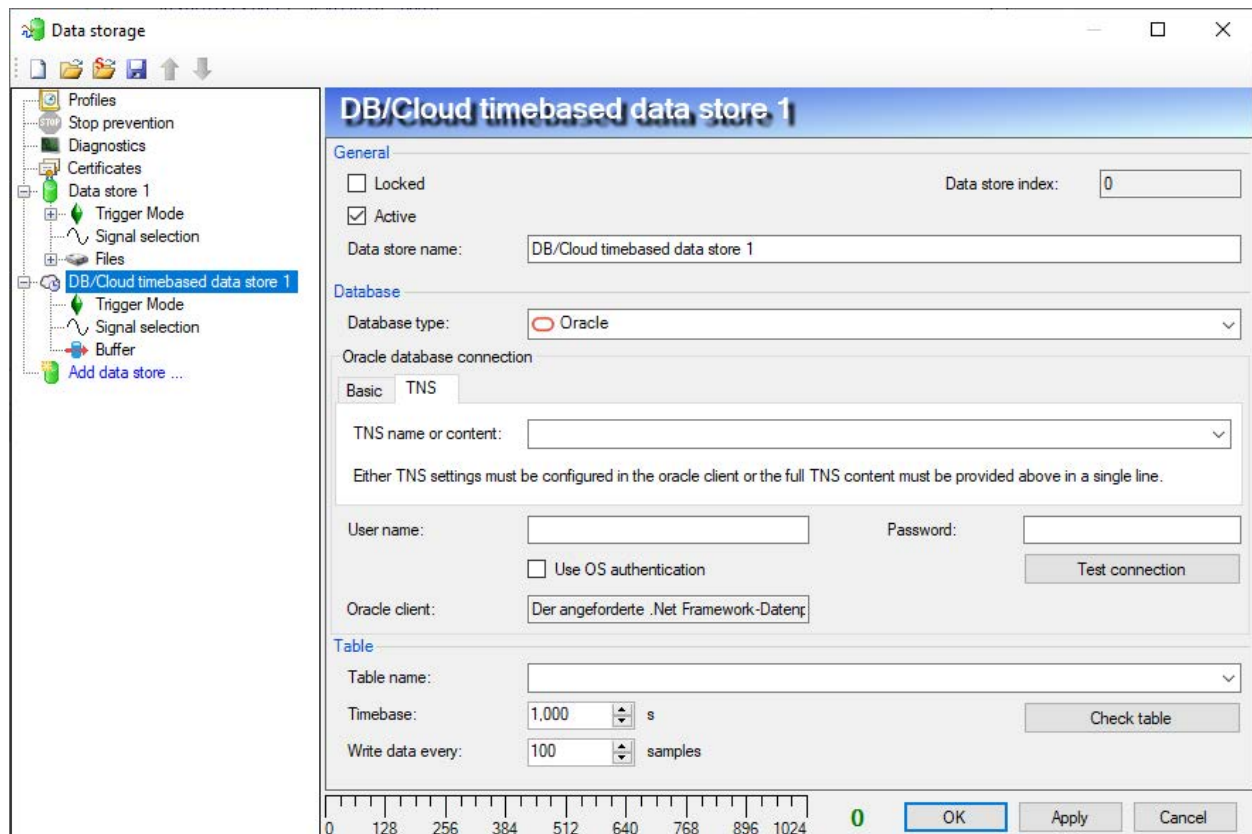 Data storage
Profiles
STOP Stop prevention
Diagnostics
Certificates
Data store 1
Trigger Mode
Signal selection
Files
DB/Cloud timebased data store 1
Trigger Mode
Signal selection
Buffer
Add data store ...
DB/Cloud timebased data store 1
General
Locked
Data store index: 0
Active
Data store name: DB/Cloud timebased data store 1
Database
Database type: Oracle
Oracle database connection
Basic TNS
TNS name or content:
Either TNS settings must be configured in the oracle client or the full TNS content must be provided above in a single line.
User name: Password:
Use OS authentication Test connection
Oracle client: Der angeforderte .Net Framework-Datenp
Table
Table name:
Timebase: 1,000 s Check table
Write data every: 100 samples
0 128 256 384 512 640 768 896 1024 0 OK Apply Cancel